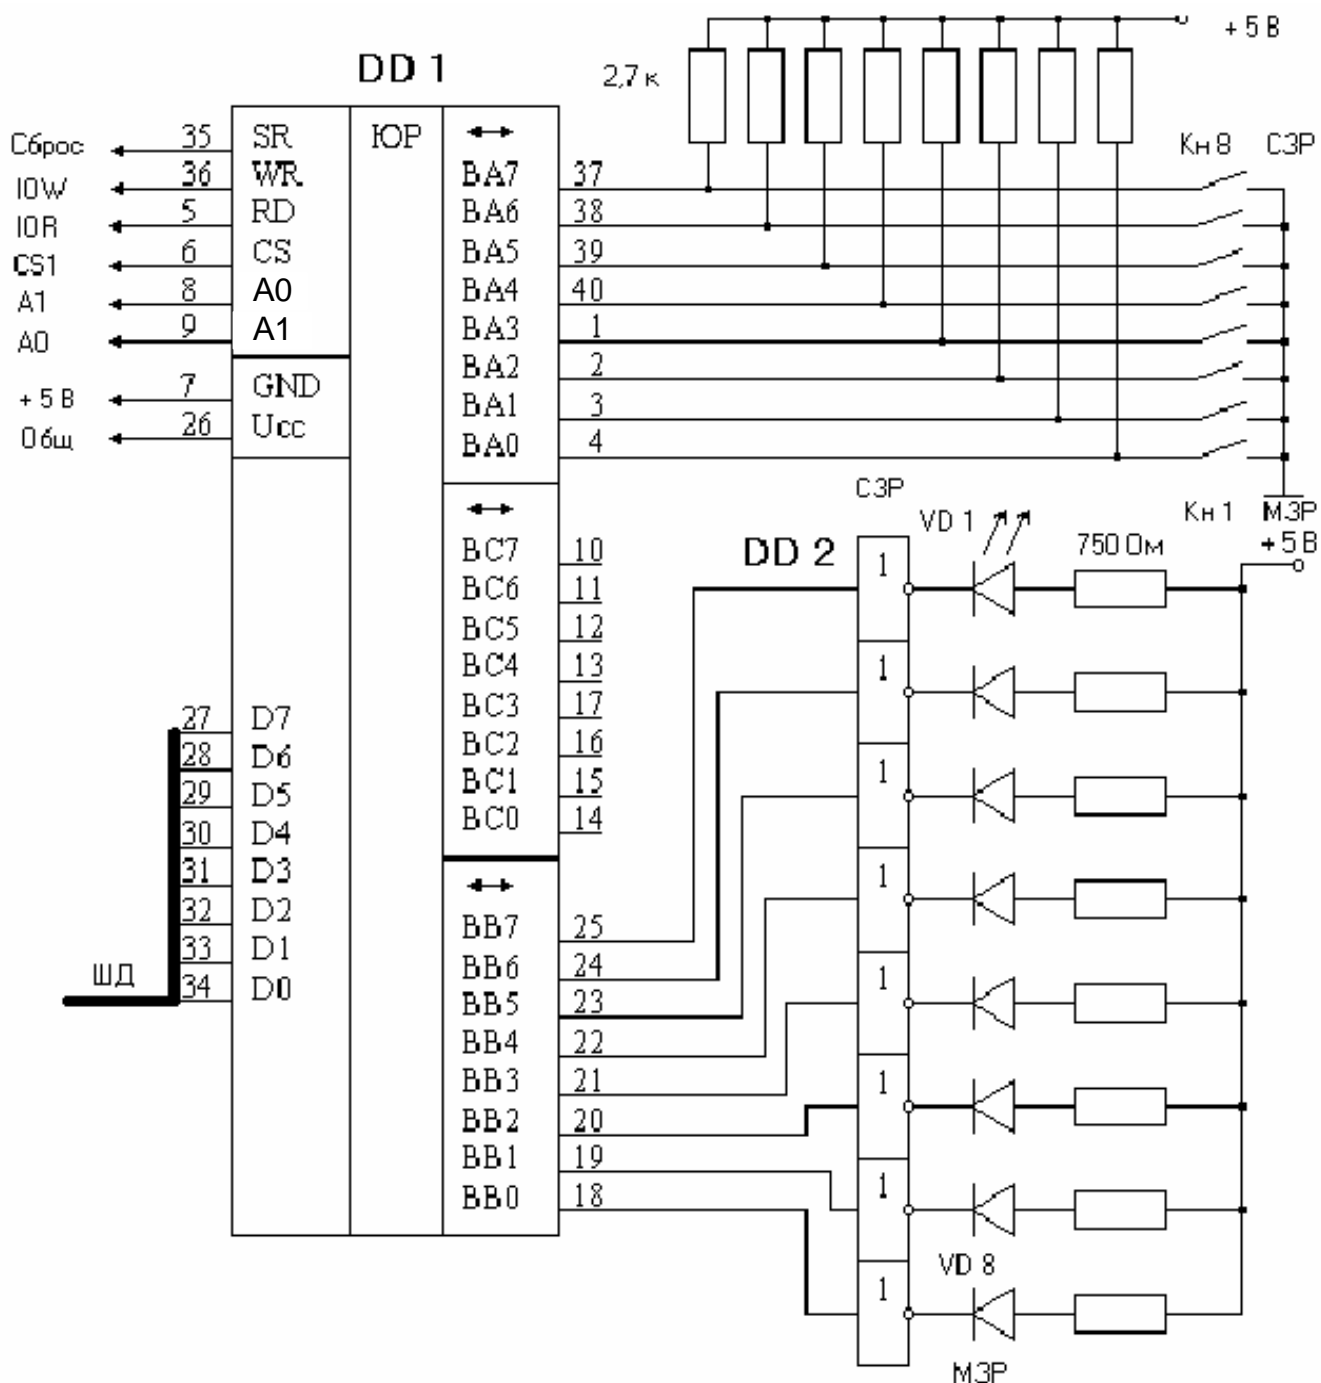 + 5 В
DD 1
2,7 к
Сброс 35 SR ЮР
Кн 8 СЗР
IOW 36 WR BA7 37
IOR 5 RD BA6 38
CS1 6 CS BA5 39
A1 8 A0 BA4 40
A0 9 A1 BA3 1
+ 5 В 7 GND BA2 2
BA1 3
Общ 26 Ucc BA0 4
СЗР
Кн 1 МЗР
VD 1 750 Ом + 5 В
DD 2
BC7 10
1
BC6 11
BC5 12
BC4 13
1
27 D7 BC3 17
28 D6 BC2 16
29 D5 BC1 15
1
30 D4 BC0 14
31 D3
1
32 D2 BB7 25
33 D1 BB6 24
ШД 34 D0 BB5 23
1
BB4 22
BB3 21
1
BB2 20
BB1 19
1
BB0 18
VD 8
1
МЗР